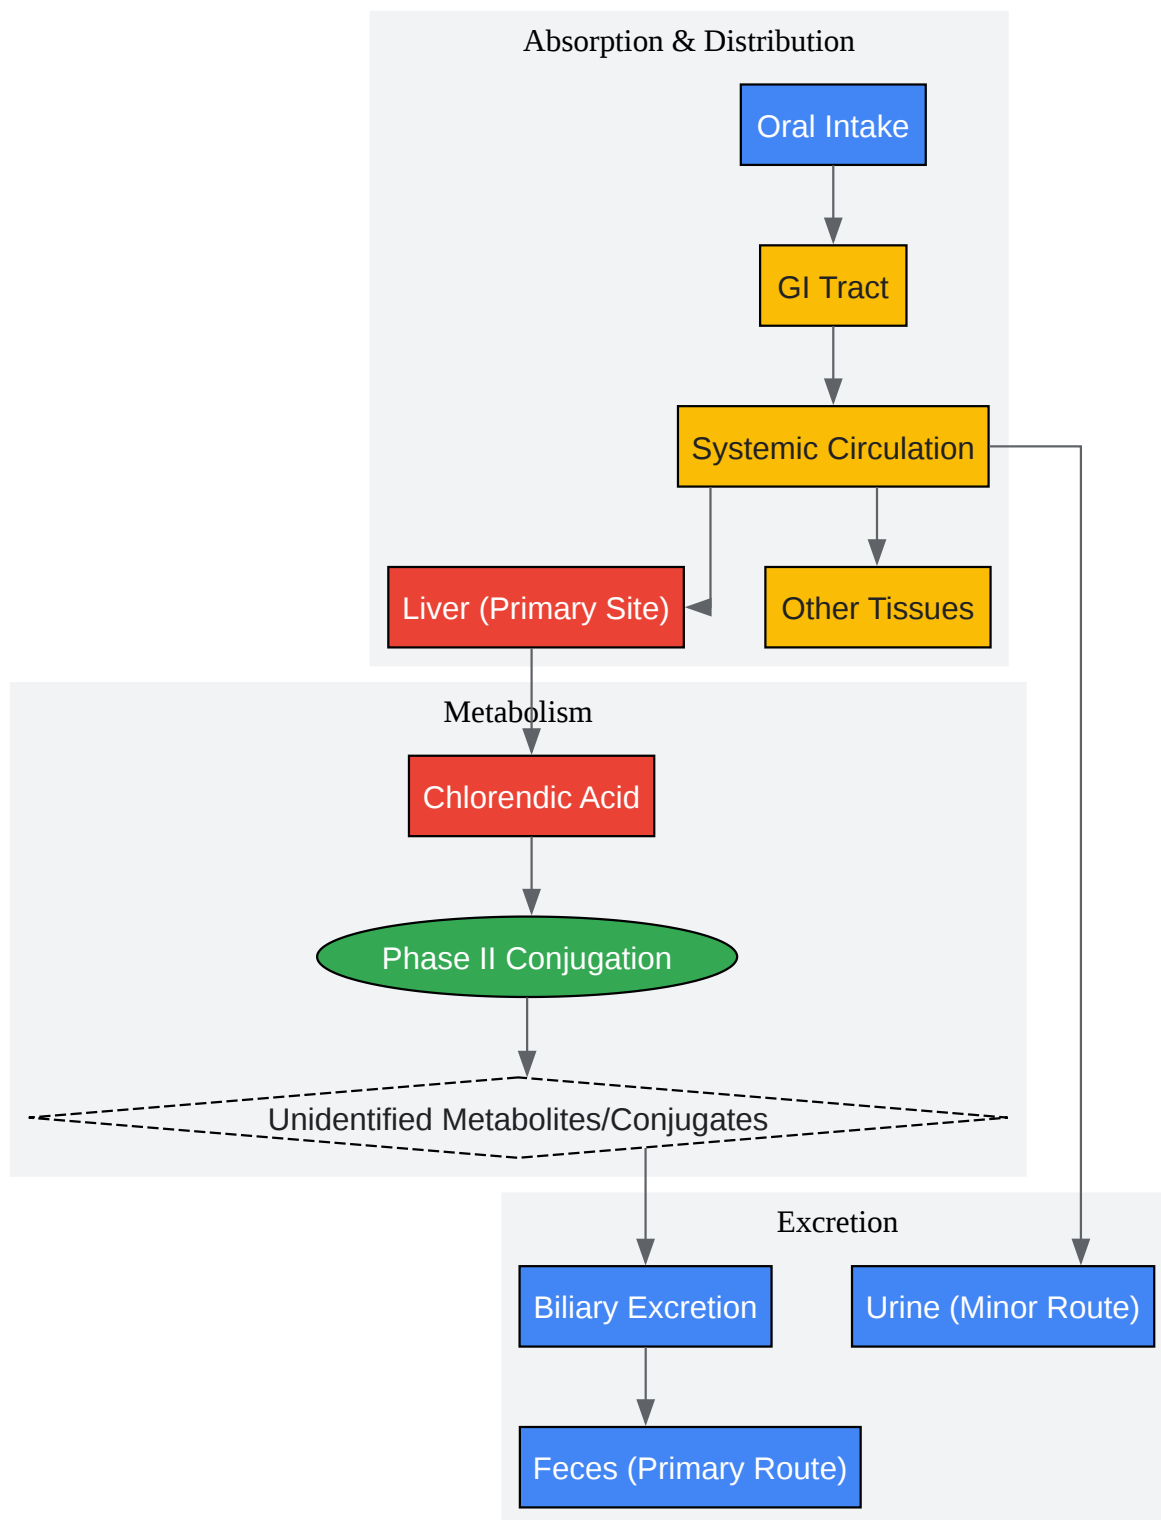 Absorption & Distribution
Oral Intake
GI Tract
Systemic Circulation
Liver (Primary Site)
Other Tissues
Metabolism
Chlorendic Acid
Phase II Conjugation
Unidentified Metabolites/Conjugates
Excretion
Biliary Excretion
Urine (Minor Route)
Feces (Primary Route)